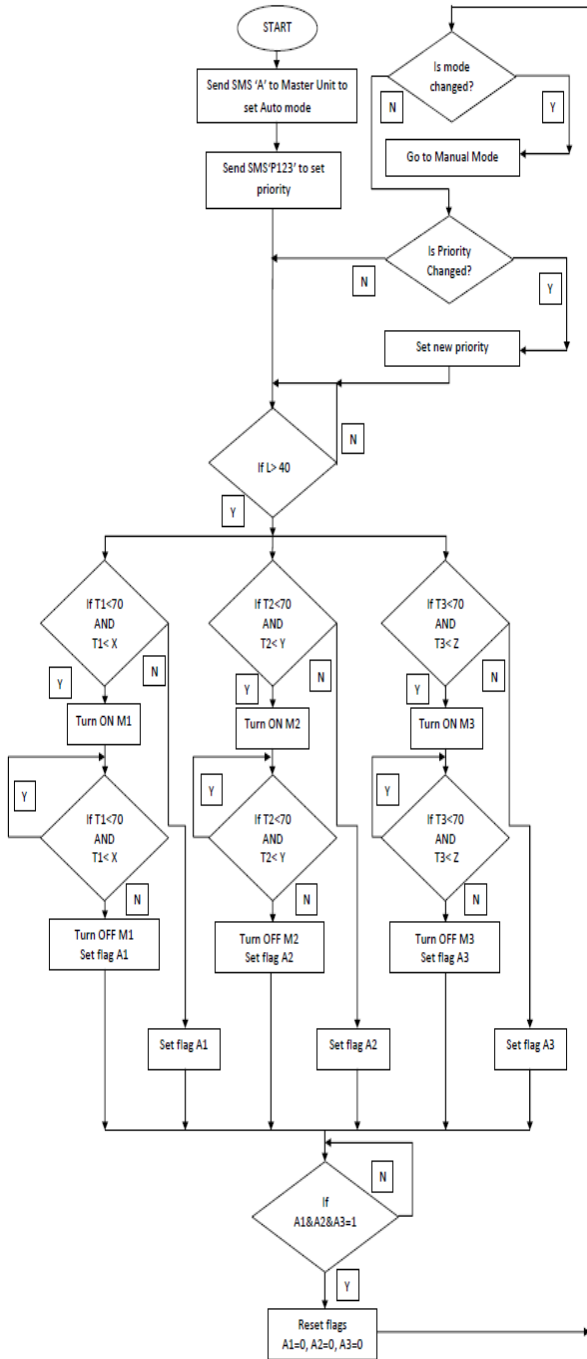 START
Send SMS ‘A’ to Master Unit to
set Auto mode
Send SMS‘P123’ to set
priority
Is mode
changed?
N
Y
Go to Manual Mode
Is Priority
Changed?
N
Y
Set new priority
If L> 40
N
Y
If T1<70
AND
T1< X
Y
N
If T2<70
AND
T2< Y
Y
N
If T3<70
AND
T3< Z
Y
N
Turn ON M1
Turn ON M2
Turn ON M3
Y
If T1<70
AND
T1< X
N
Y
If T2<70
AND
T2< Y
N
Y
If T3<70
AND
T3< Z
N
Turn OFF M1
Set flag A1
Turn OFF M2
Set flag A2
Turn OFF M3
Set flag A3
Set flag A1
Set flag A2
Set flag A3
If
A1&A2&A3=1
N
Y
Reset flags
A1=0, A2=0, A3=0